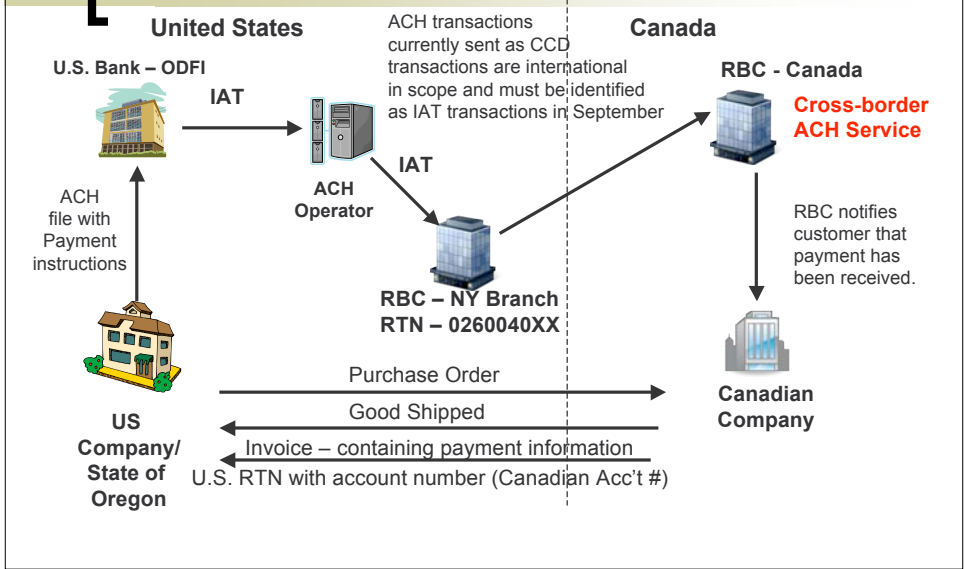 United States
Canada
ACH transactions
currently sent as CCD
transactions are international
in scope and must be identified
as IAT transactions in September
U.S. Bank – ODFI
IAT
RBC - Canada
Cross-border
ACH Service
ACH
Operator
IAT
ACH
file with
Payment
instructions
RBC notifies
customer that
payment has
been received.
RBC – NY Branch
RTN – 0260040XX
Purchase Order
Good Shipped
Invoice – containing payment information
U.S. RTN with account number (Canadian Acc't #)
US
Company/
State of
Oregon
Canadian
Company